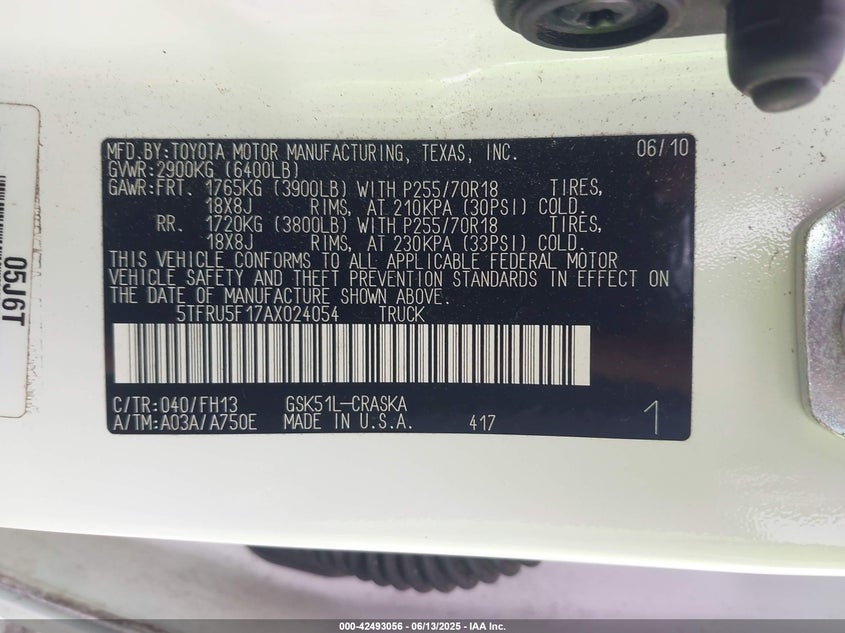 MFD.BY:TOYOTA MOTOR MANUFACTURING, TEXAS, INC. 06/10
GVWR:2900KG (6400LB)
GAWR:FRT. 1765KG (3900LB) WITH P255/70R18 TIRES,
18X8J RIMS, AT 210KPA (30PSI) COLD.
RR. 1720KG (3800LB) WITH P255/70R18 TIRES,
18X8J RIMS, AT 230KPA (33PSI) COLD.
THIS VEHICLE CONFORMS TO ALL APPLICABLE FEDERAL MOTOR
VEHICLE SAFETY AND THEFT PREVENTION STANDARDS IN EFFECT ON
THE DATE OF MANUFACTURE SHOWN ABOVE.
5TFRU5F17AX024054 TRUCK
C/TR:040/FH13 GSK51L-CRASKA
A/TM:A03A/A750E MADE IN U.S.A. 417 1
05J6T
000-42493056 - 06/13/2025 - IAA Inc.